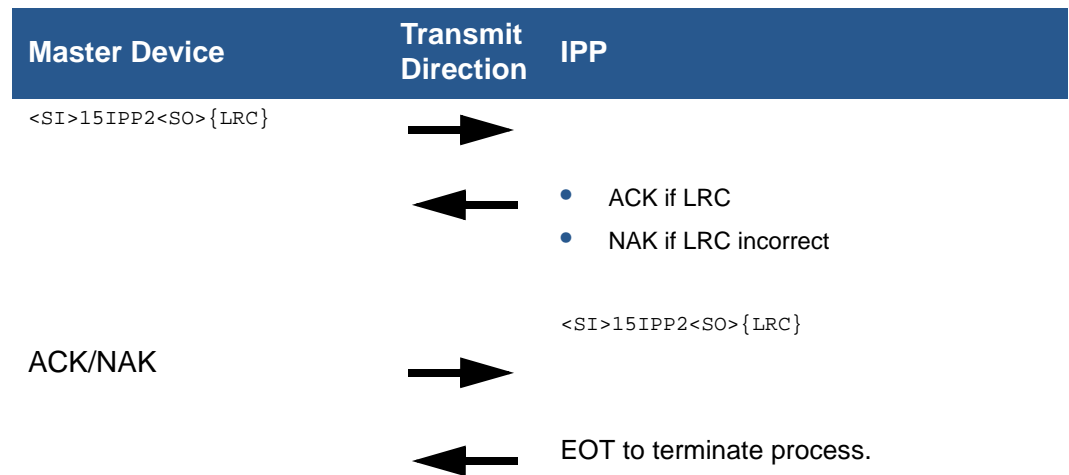 Master Device
Transmit
Direction
IPP
<SI>15IPP2<SO>{LRC}
• ACK if LRC
• NAK if LRC incorrect
<SI>15IPP2<SO>{LRC}
ACK/NAK
EOT to terminate process.